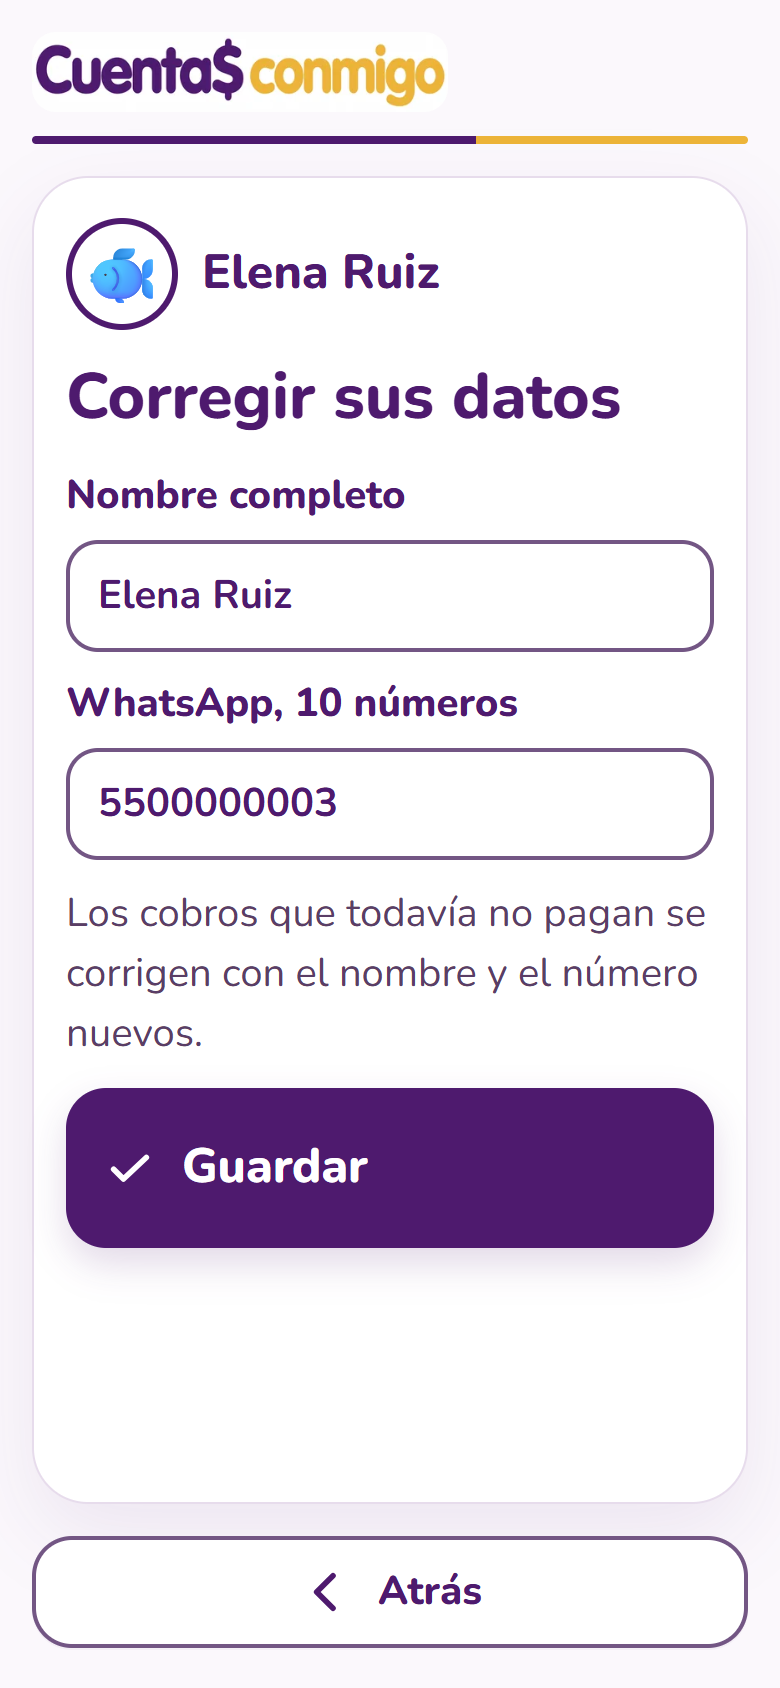 Cuenta$ conmigo
Elena Ruiz
Corregir sus datos
Nombre completo
Elena Ruiz
WhatsApp, 10 números
5500000003
Los cobros que todavía no pagan se
corrigen con el nombre y el número
nuevos.
Guardar
Atrás